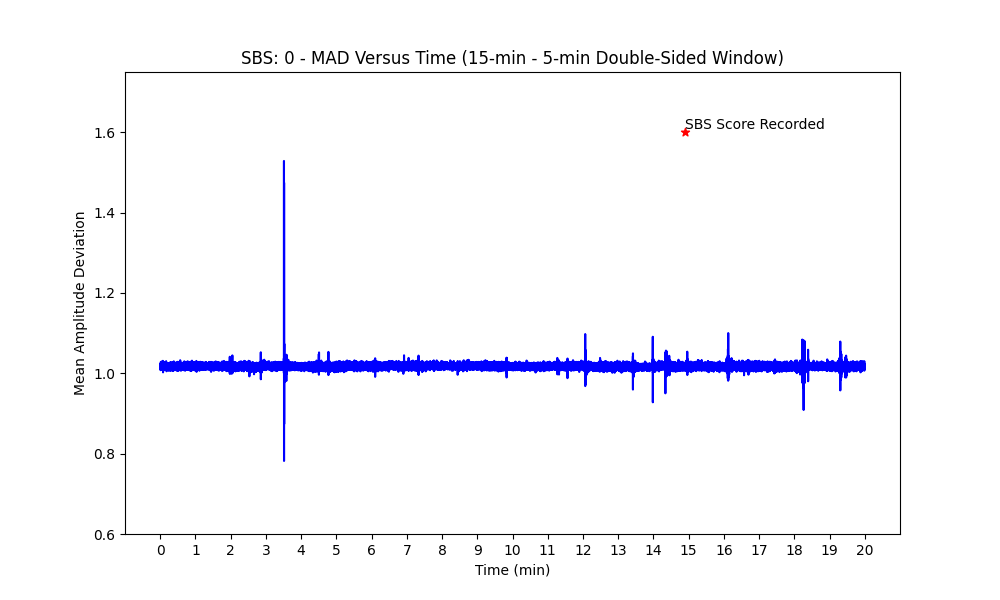 SBS: 0 - MAD Versus Time (15-min - 5-min Double-Sided Window)
SBS Score Recorded
Mean Amplitude Deviation
1.6
1.4
1.2
1.0
0.8
0.6
0 1 2 3 4 5 6 7 8 9 10 11 12 13 14 15 16 17 18 19 20
Time (min)